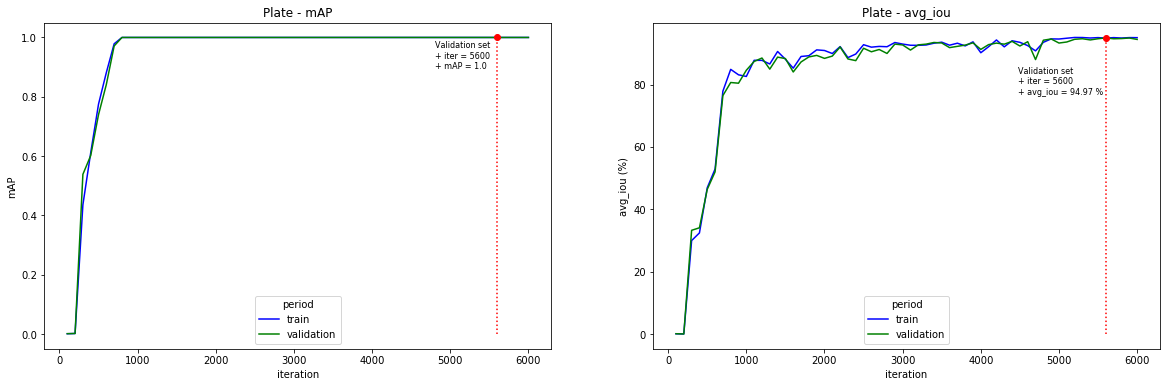 Plate - mAP
mAP
1.0
0.8
0.6
0.4
0.2
0.0
Validation set
+ iter = 5600
+ mAP = 1.0
period
train
validation
0 1000 2000 3000 4000 5000 6000
iteration
Plate - avg_iou
avg_iou (%)
80
60
40
20
0
Validation set
+ iter = 5600
+ avg_iou = 94.97 %
period
train
validation
0 1000 2000 3000 4000 5000 6000
iteration